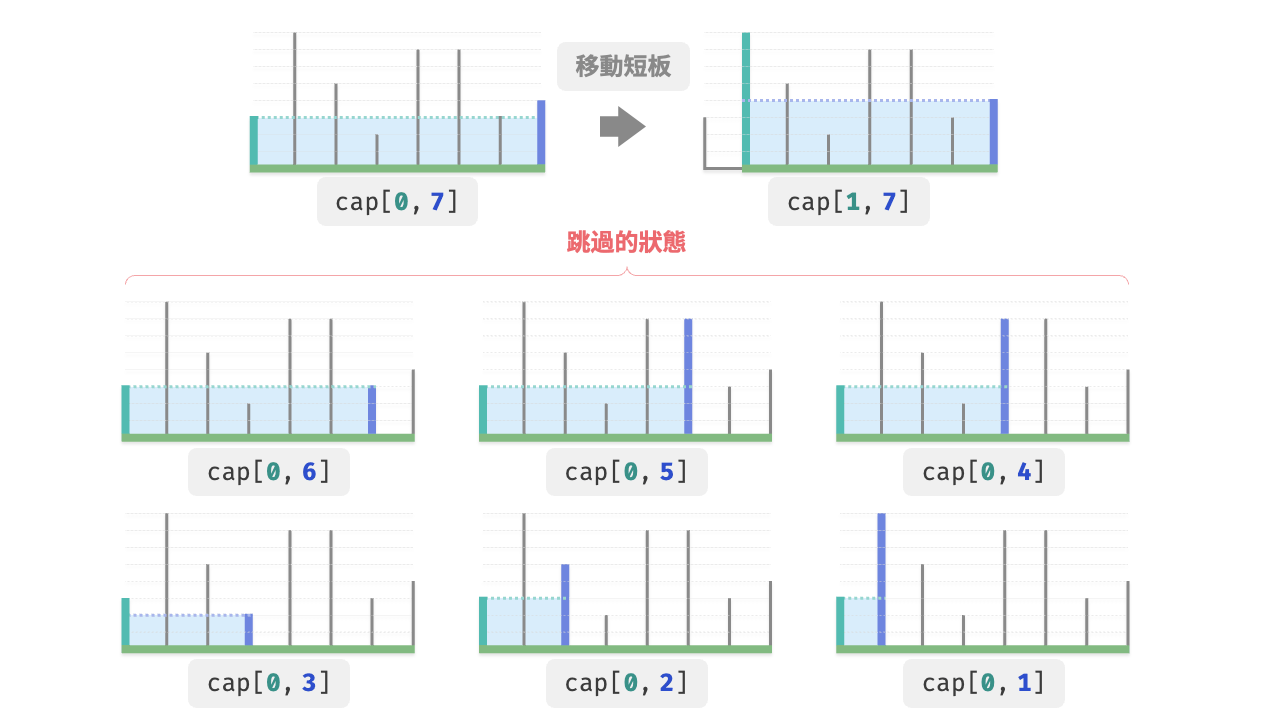 移動短板
cap[0, 7]
cap[1, 7]
跳過的狀態
cap[0, 6]
cap[0, 5]
cap[0, 4]
cap[0, 3]
cap[0, 2]
cap[0, 1]